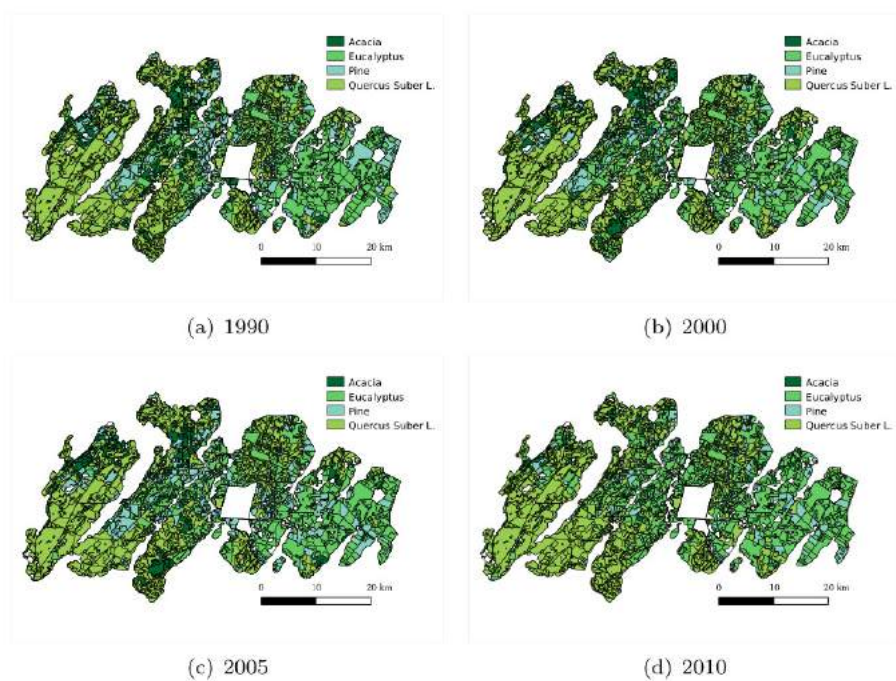 Acacia
Eucalyptus
Pine
Quercus Suber L.
0 10 20 km
(a) 1990
Acacia
Eucalyptus
Pine
Quercus Suber L.
0 10 20 km
(b) 2000
Acacia
Eucalyptus
Pine
Quercus Suber L.
0 10 20 km
(c) 2005
Acacia
Eucalyptus
Pine
Quercus Suber L.
0 10 20 km
(d) 2010